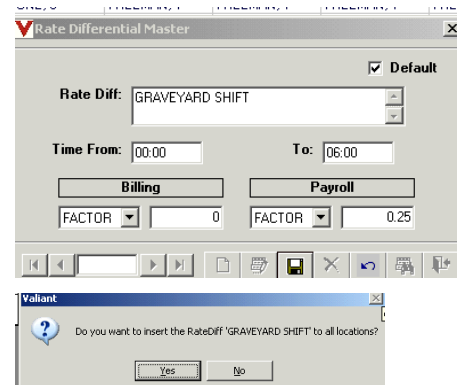 Rate Differential Master
Default
Rate Diff: GRAVEYARD SHIFT
Time From: 00:00 To: 06:00
Billing Payroll
FACTOR 0 FACTOR 0.25
Valiant
Do you want to insert the RateDiff 'GRAVEYARD SHIFT' to all locations?
Yes No